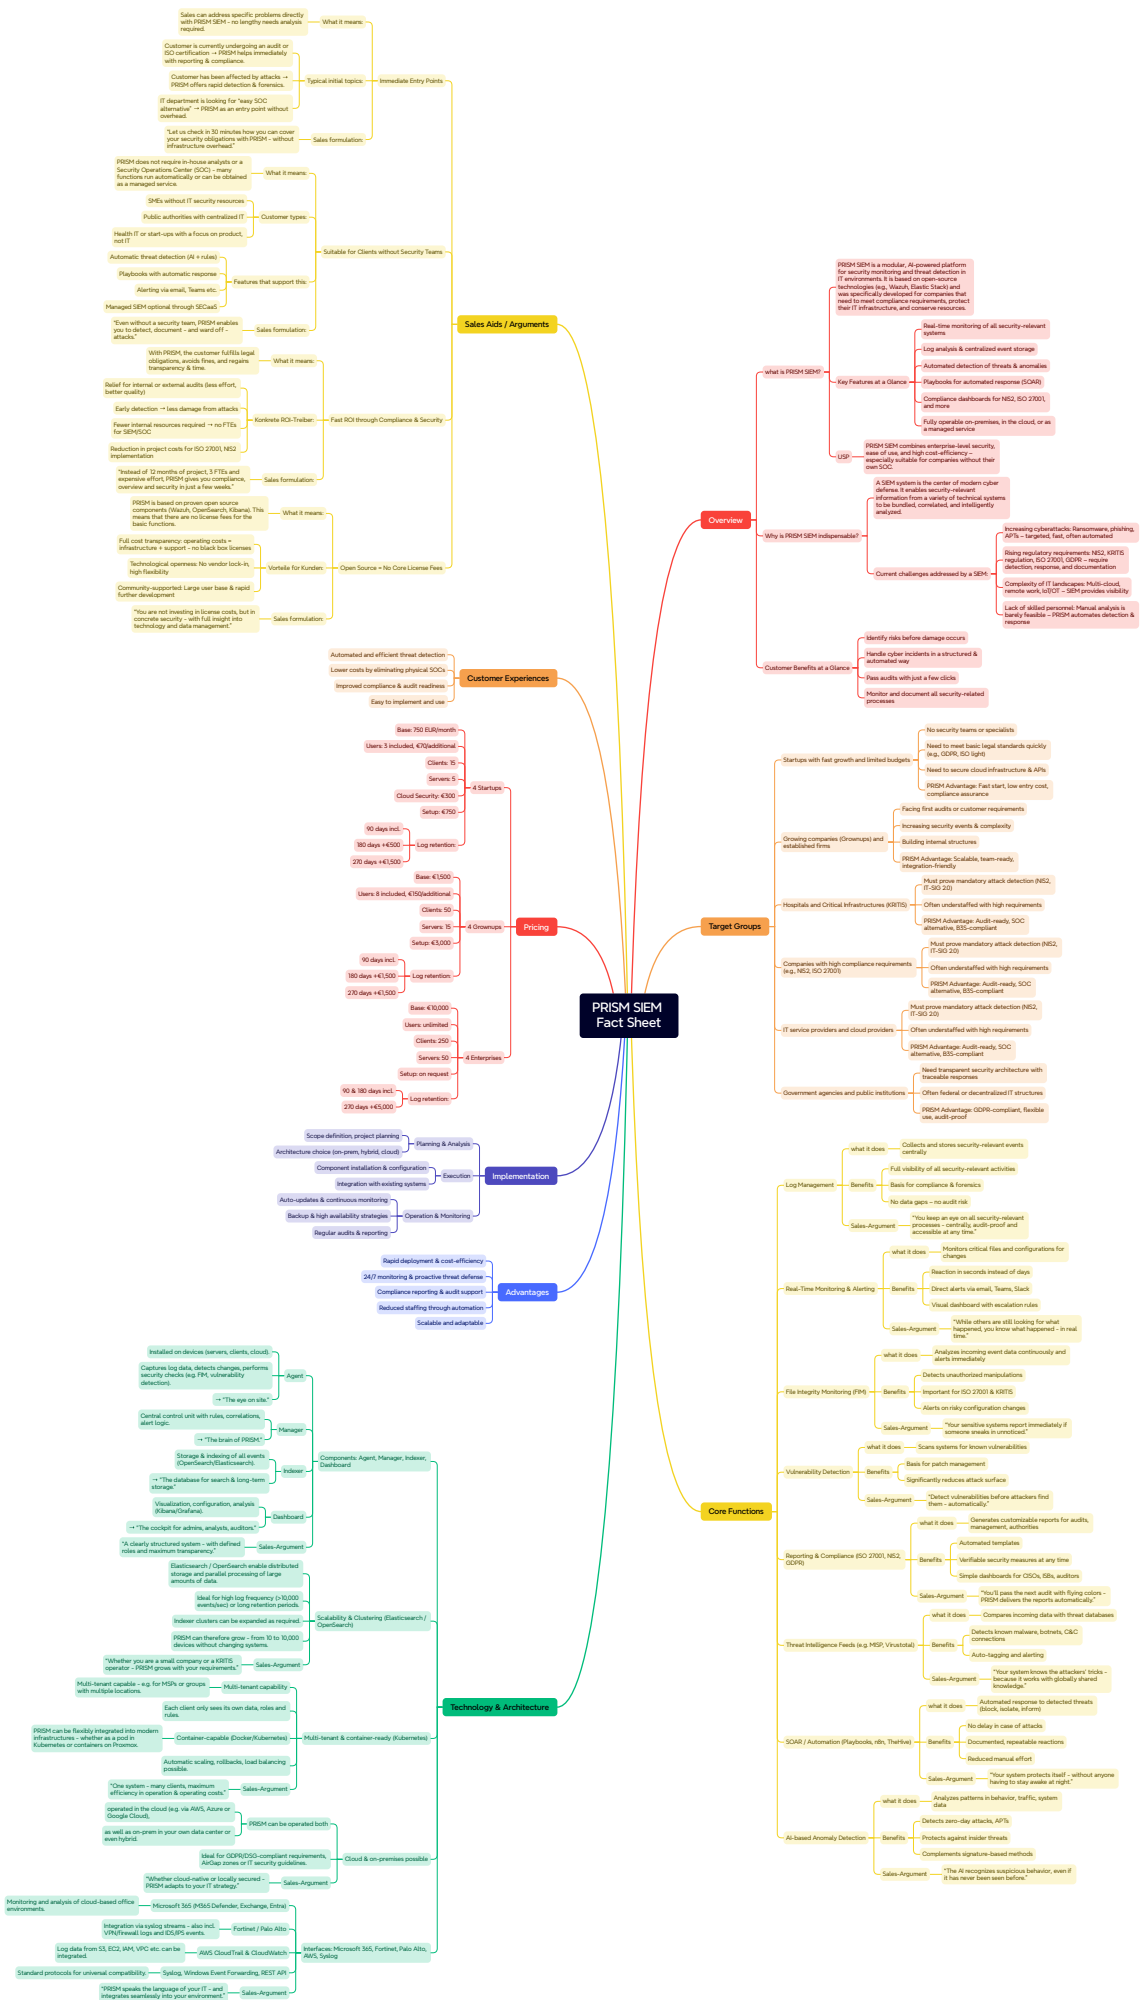 PRISM SIEM
Fact Sheet
Sales Aids / Arguments
Immediate Entry Points
What it means:
Sales can address specific problems directly
with PRISM SIEM - no lengthy needs analysis
required.
Typical initial topics:
Customer is currently undergoing an audit or
ISO certification → PRISM helps immediately
with reporting & compliance.
Customer has been affected by attacks →
PRISM offers rapid detection & forensics.
IT department is looking for "easy SOC
alternative" → PRISM as an entry point without
overhead.
Sales formulation:
"Let us check in 30 minutes how you can cover
your security obligations with PRISM - without
infrastructure overhead."
Suitable for Clients without Security Teams
What it means:
PRISM does not require in-house analysts or a
Security Operations Center (SOC) - many
functions run automatically or can be obtained
as a managed service.
Customer types:
SMEs without IT security resources
Public authorities with centralized IT
Health IT or start-ups with a focus on product,
not IT
Features that support this:
Automatic threat detection (AI + rules)
Playbooks with automatic response
Alerting via email, Teams etc.
Managed SIEM optional through SECaaS
Sales formulation:
"Even without a security team, PRISM enables
you to detect, document - and ward off -
attacks."
Fast ROI through Compliance & Security
What it means:
With PRISM, the customer fulfills legal
obligations, avoids fines, and regains
transparency & time.
Konkrete ROI-Treiber:
Relief for internal or external audits (less effort,
better quality)
Early detection → less damage from attacks
Fewer internal resources required → no FTEs
for SIEM/SOC
Reduction in project costs for ISO 27001, NIS2
implementation
Sales formulation:
"Instead of 12 months of project, 3 FTEs and
expensive effort, PRISM gives you compliance,
overview and security in just a few weeks."
Open Source = No Core License Fees
What it means:
PRISM is based on proven open source
components (Wazuh, OpenSearch, Kibana). This
means that there are no license fees for the
basic functions.
Vorteile für Kunden:
Full cost transparency: operating costs =
infrastructure + support - no black box licenses
Technological openness: No vendor lock-in,
high flexibility
Community-supported: Large user base & rapid
further development
Sales formulation:
"You are not investing in license costs, but in
concrete security - with full insight into
technology and data management."
Customer Experiences
Automated and efficient threat detection
Lower costs by eliminating physical SOCs
Improved compliance & audit readiness
Easy to implement and use
Pricing
4 Startups
Base: 750 EUR/month
Users: 3 included, €70/additional
Clients: 15
Servers: 5
Cloud Security: €300
Setup: €750
Log retention:
90 days incl.
180 days +€500
270 days +€1,500
4 Grownups
Base: €1,500
Users: 8 included, €150/additional
Clients: 50
Servers: 15
Setup: €3,000
Log retention:
90 days incl.
180 days +€1,500
270 days +€1,500
4 Enterprises
Base: €10,000
Users: unlimited
Clients: 250
Servers: 50
Setup: on request
Log retention:
90 & 180 days incl.
270 days +€5,000
Implementation
Planning & Analysis
Scope definition, project planning
Architecture choice (on-prem, hybrid, cloud)
Execution
Component installation & configuration
Integration with existing systems
Operation & Monitoring
Auto-updates & continuous monitoring
Backup & high availability strategies
Regular audits & reporting
Advantages
Rapid deployment & cost-efficiency
24/7 monitoring & proactive threat defense
Compliance reporting & audit support
Reduced staffing through automation
Scalable and adaptable
Technology & Architecture
Components: Agent, Manager, Indexer,
Dashboard
Agent
Installed on devices (servers, clients, cloud).
Captures log data, detects changes, performs
security checks (e.g. FIM, vulnerability
detection).
→ "The eye on site."
Manager
Central control unit with rules, correlations,
alert logic.
→ "The brain of PRISM."
Indexer
Storage & indexing of all events
(OpenSearch/Elasticsearch).
→ "The database for search & long-term
storage."
Dashboard
Visualization, configuration, analysis
(Kibana/Grafana).
→ "The cockpit for admins, analysts, auditors."
Sales-Argument
"A clearly structured system - with defined
roles and maximum transparency."
Scalability & Clustering (Elasticsearch /
OpenSearch)
Elasticsearch / OpenSearch enable distributed
storage and parallel processing of large
amounts of data.
Ideal for high log frequency (>10,000
events/sec) or long retention periods.
Indexer clusters can be expanded as required.
PRISM can therefore grow - from 10 to 10,000
devices without changing systems.
Sales-Argument
"Whether you are a small company or a KRITIS
operator - PRISM grows with your requirements."
Multi-tenant & container-ready (Kubernetes)
Multi-tenant capability
Multi-tenant capable - e.g. for MSPs or groups
with multiple locations.
Each client only sees its own data, roles and
rules.
Container-capable (Docker/Kubernetes)
PRISM can be flexibly integrated into modern
infrastructures - whether as a pod in
Kubernetes or containers on Proxmox.
Automatic scaling, rollbacks, load balancing
possible.
Sales-Argument
"One system - many clients, maximum
efficiency in operation & operating costs."
Cloud & on-premises possible
PRISM can be operated both
operated in the cloud (e.g. via AWS, Azure or
Google Cloud),
as well as on-prem in your own data center or
even hybrid.
Ideal for GDPR/DSG-compliant requirements,
AirGap zones or IT security guidelines.
Sales-Argument
"Whether cloud-native or locally secured -
PRISM adapts to your IT strategy."
Interfaces: Microsoft 365, Fortinet, Palo Alto,
AWS, Syslog
Microsoft 365 (M365 Defender, Exchange, Entra)
Monitoring and analysis of cloud-based office
environments.
Fortinet / Palo Alto
Integration via syslog streams - also incl.
VPN/firewall logs and IDS/IPS events.
AWS CloudTrail & CloudWatch
Log data from S3, EC2, IAM, VPC etc. can be
integrated.
Syslog, Windows Event Forwarding, REST API
Standard protocols for universal compatibility.
Sales-Argument
"PRISM speaks the language of your IT - and
integrates seamlessly into your environment."
Overview
what is PRISM SIEM?
PRISM SIEM is a modular, AI-powered platform
for security monitoring and threat detection in
IT environments. It is based on open-source
technologies (e.g., Wazuh, Elastic Stack) and
was specifically developed for companies that
need to meet compliance requirements, protect
their IT infrastructure, and conserve resources.
Key Features at a Glance
Real-time monitoring of all security-relevant
systems
Log analysis & centralized event storage
Automated detection of threats & anomalies
Playbooks for automated response (SOAR)
Compliance dashboards for NIS2, ISO 27001,
and more
Fully operable on-premises, in the cloud, or as
a managed service
USP
PRISM SIEM combines enterprise-level security,
ease of use, and high cost-efficiency –
especially suitable for companies without their
own SOC.
Why is PRISM SIEM indispensable?
A SIEM system is the center of modern cyber
defense. It enables security-relevant
information from a variety of technical systems
to be bundled, correlated, and intelligently
analyzed.
Current challenges addressed by a SIEM:
Increasing cyberattacks: Ransomware, phishing,
APTs – targeted, fast, often automated
Rising regulatory requirements: NIS2, KRITIS
regulation, ISO 27001, GDPR – require
detection, response, and documentation
Complexity of IT landscapes: Multi-cloud,
remote work, IoT/OT – SIEM provides visibility
Lack of skilled personnel: Manual analysis is
barely feasible – PRISM automates detection &
response
Customer Benefits at a Glance
Identify risks before damage occurs
Handle cyber incidents in a structured &
automated way
Pass audits with just a few clicks
Monitor and document all security-related
processes
Target Groups
Startups with fast growth and limited budgets
No security teams or specialists
Need to meet basic legal standards quickly
(e.g., GDPR, ISO light)
Need to secure cloud infrastructure & APIs
PRISM Advantage: Fast start, low entry cost,
compliance assurance
Growing companies (Grownups) and
established firms
Facing first audits or customer requirements
Increasing security events & complexity
Building internal structures
PRISM Advantage: Scalable, team-ready,
integration-friendly
Hospitals and Critical Infrastructures (KRITIS)
Must prove mandatory attack detection (NIS2,
IT-SIG 2.0)
Often understaffed with high requirements
PRISM Advantage: Audit-ready, SOC
alternative, B3S-compliant
Companies with high compliance requirements
(e.g., NIS2, ISO 27001)
Must prove mandatory attack detection (NIS2,
IT-SIG 2.0)
Often understaffed with high requirements
PRISM Advantage: Audit-ready, SOC
alternative, B3S-compliant
IT service providers and cloud providers
Must prove mandatory attack detection (NIS2,
IT-SIG 2.0)
Often understaffed with high requirements
PRISM Advantage: Audit-ready, SOC
alternative, B3S-compliant
Government agencies and public institutions
Need transparent security architecture with
traceable responses
Often federal or decentralized IT structures
PRISM Advantage: GDPR-compliant, flexible
use, audit-proof
Core Functions
Log Management
what it does
Collects and stores security-relevant events
centrally
Benefits
Full visibility of all security-relevant activities
Basis for compliance & forensics
No data gaps – no audit risk
Sales-Argument
"You keep an eye on all security-relevant
processes - centrally, audit-proof and
accessible at any time."
Real-Time Monitoring & Alerting
what it does
Monitors critical files and configurations for
changes
Benefits
Reaction in seconds instead of days
Direct alerts via email, Teams, Slack
Visual dashboard with escalation rules
Sales-Argument
"While others are still looking for what
happened, you know what happened - in real
time."
File Integrity Monitoring (FIM)
what it does
Analyzes incoming event data continuously and
alerts immediately
Benefits
Detects unauthorized manipulations
Important for ISO 27001 & KRITIS
Alerts on risky configuration changes
Sales-Argument
"Your sensitive systems report immediately if
someone sneaks in unnoticed."
Vulnerability Detection
what it does
Scans systems for known vulnerabilities
Benefits
Basis for patch management
Significantly reduces attack surface
Sales-Argument
"Detect vulnerabilities before attackers find
them - automatically."
Reporting & Compliance (ISO 27001, NIS2,
GDPR)
what it does
Generates customizable reports for audits,
management, authorities
Benefits
Automated templates
Verifiable security measures at any time
Simple dashboards for CISOs, ISBs, auditors
Sales-Argument
"You'll pass the next audit with flying colors -
PRISM delivers the reports automatically."
Threat Intelligence Feeds (e.g. MISP, Virustotal)
what it does
Compares incoming data with threat databases
Benefits
Detects known malware, botnets, C&C
connections
Auto-tagging and alerting
Sales-Argument
"Your system knows the attackers' tricks -
because it works with globally shared
knowledge."
SOAR / Automation (Playbooks, n8n, TheHive)
what it does
Automated response to detected threats
(block, isolate, inform)
Benefits
No delay in case of attacks
Documented, repeatable reactions
Reduced manual effort
Sales-Argument
"Your system protects itself - without anyone
having to stay awake at night."
AI-based Anomaly Detection
what it does
Analyzes patterns in behavior, traffic, system
data
Benefits
Detects zero-day attacks, APTs
Protects against insider threats
Complements signature-based methods
Sales-Argument
"The AI recognizes suspicious behavior, even if
it has never been seen before."